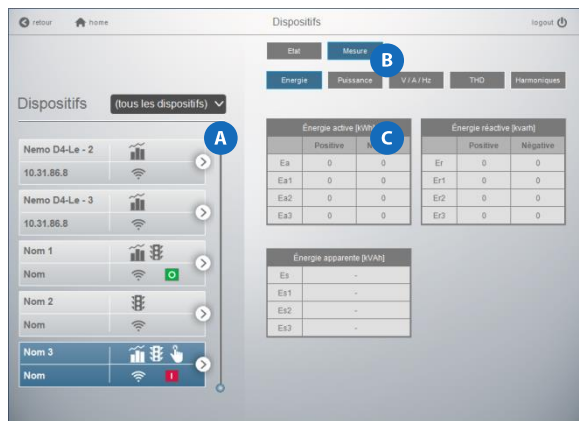 retour home Dispositifs logout
Etat Mesure B
Energie Puissance V / A / Hz THD Harmoniques
Dispositifs (tous les dispositifs)
A
Nemo D4-Le - 2
10.31.86.8
Nemo D4-Le - 3
10.31.86.8
Nom 1
Nom O
Nom 2
Nom
Nom 3
Nom I
Énergie active [kWh] C
Positive
Ea 0 0
Ea1 0 0
Ea2 0 0
Ea3 0 0
Énergie réactive [kvarh]
Positive Négative
Er 0 0
Er1 0 0
Er2 0 0
Er3 0 0
Énergie apparente [kVAh]
Es -
Es1 -
Es2 -
Es3 -